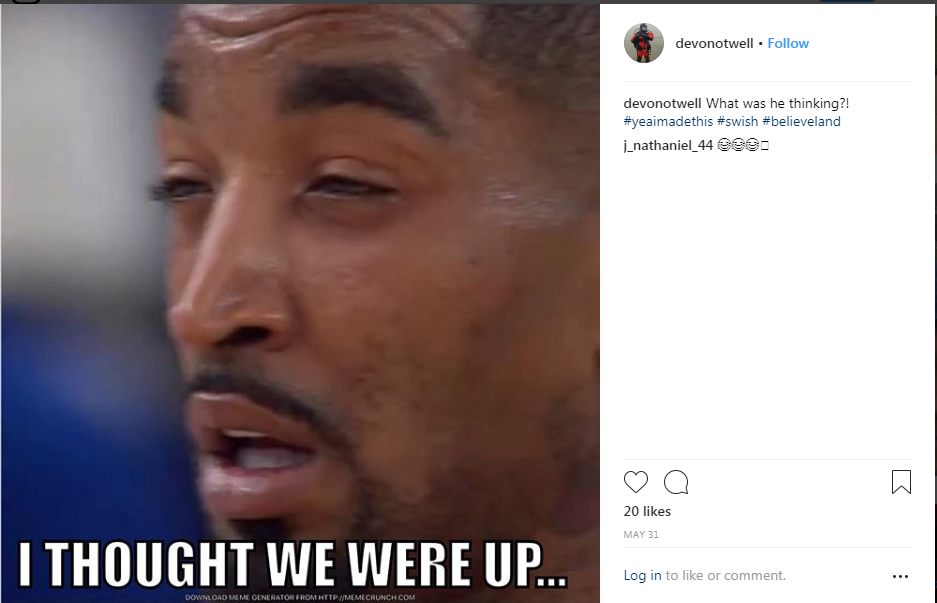 devonotwell • Follow
devonotwell What was he thinking?!
#yeaimadethis #swish #believeland
j_nathaniel_44
20 likes
MAY 31
Log in to like or comment.
I THOUGHT WE WERE UP...
DOWNLOAD MEME GENERATOR FROM HTTP://MEMECRUNCH.COM